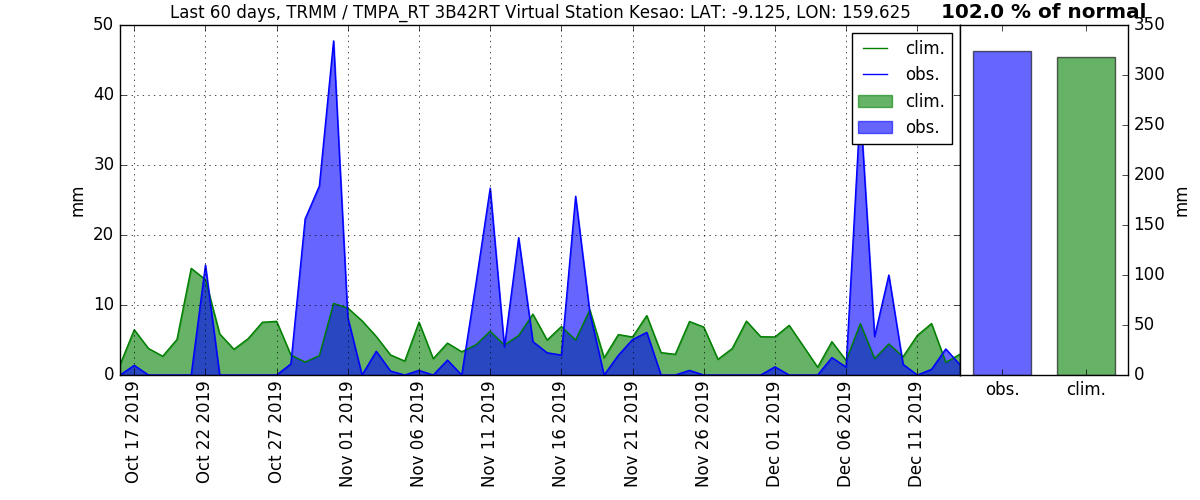 Last 60 days, TRMM / TMPA_RT 3B42RT Virtual Station Kesao: LAT: -9.125, LON: 159.625
102.0 % of normal
50
40
30
20
10
0
mm
clim.
obs.
clim.
obs.
350
300
250
200
150
100
50
0
mm
Oct 17 2019
Oct 22 2019
Oct 27 2019
Nov 01 2019
Nov 06 2019
Nov 11 2019
Nov 16 2019
Nov 21 2019
Nov 26 2019
Dec 01 2019
Dec 06 2019
Dec 11 2019
obs.
clim.